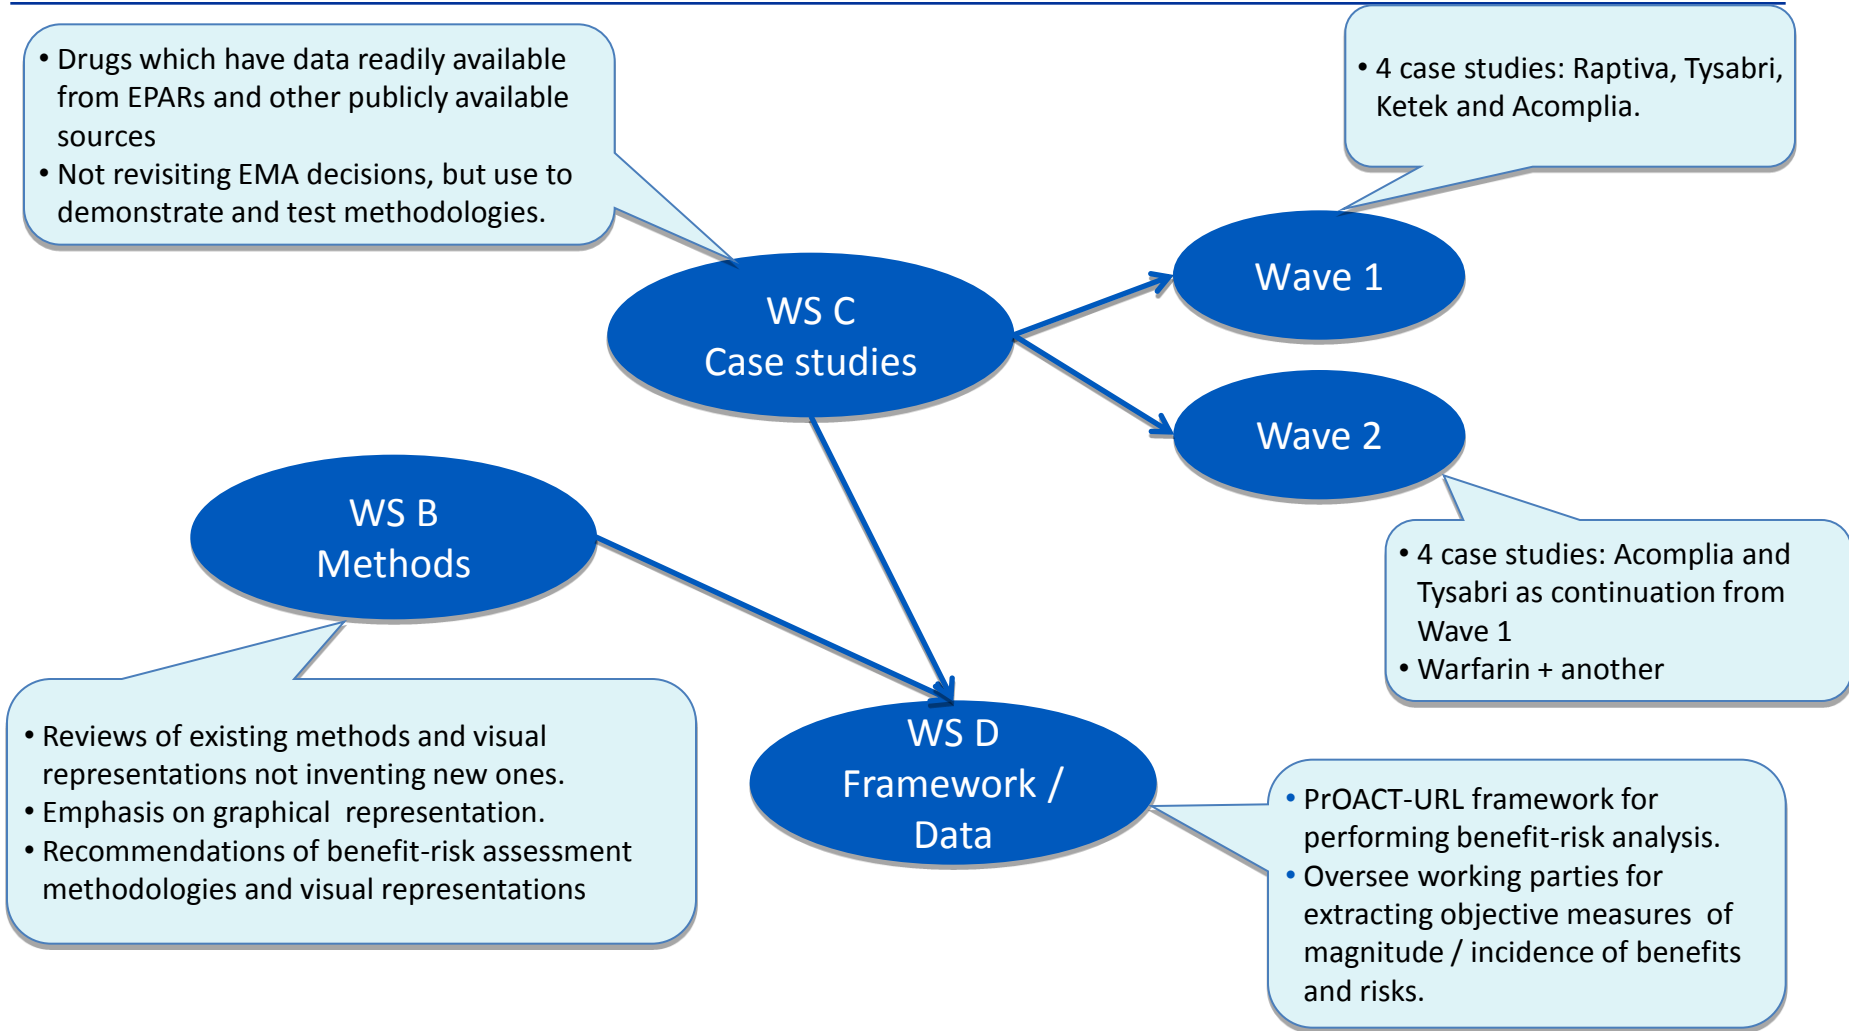 • Drugs which have data readily available
from EPARs and other publicly available
sources
• Not revisiting EMA decisions, but use to
demonstrate and test methodologies.
• 4 case studies: Raptiva, Tysabri,
Ketek and Acomplia.
WS C
Case studies
Wave 1
Wave 2
• 4 case studies: Acomplia and
Tysabri as continuation from
Wave 1
• Warfarin + another
WS B
Methods
• Reviews of existing methods and visual
representations not inventing new ones.
• Emphasis on graphical representation.
• Recommendations of benefit-risk assessment
methodologies and visual representations
WS D
Framework /
Data
• PrOACT-URL framework for
performing benefit-risk analysis.
• Oversee working parties for
extracting objective measures of
magnitude / incidence of benefits
and risks.